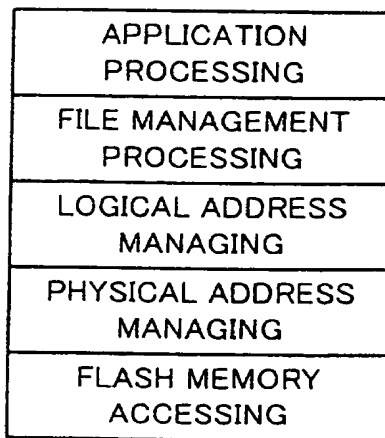 APPLICATION
PROCESSING
FILE MANAGEMENT
PROCESSING
LOGICAL ADDRESS
MANAGING
PHYSICAL ADDRESS
MANAGING
FLASH MEMORY
ACCESSING